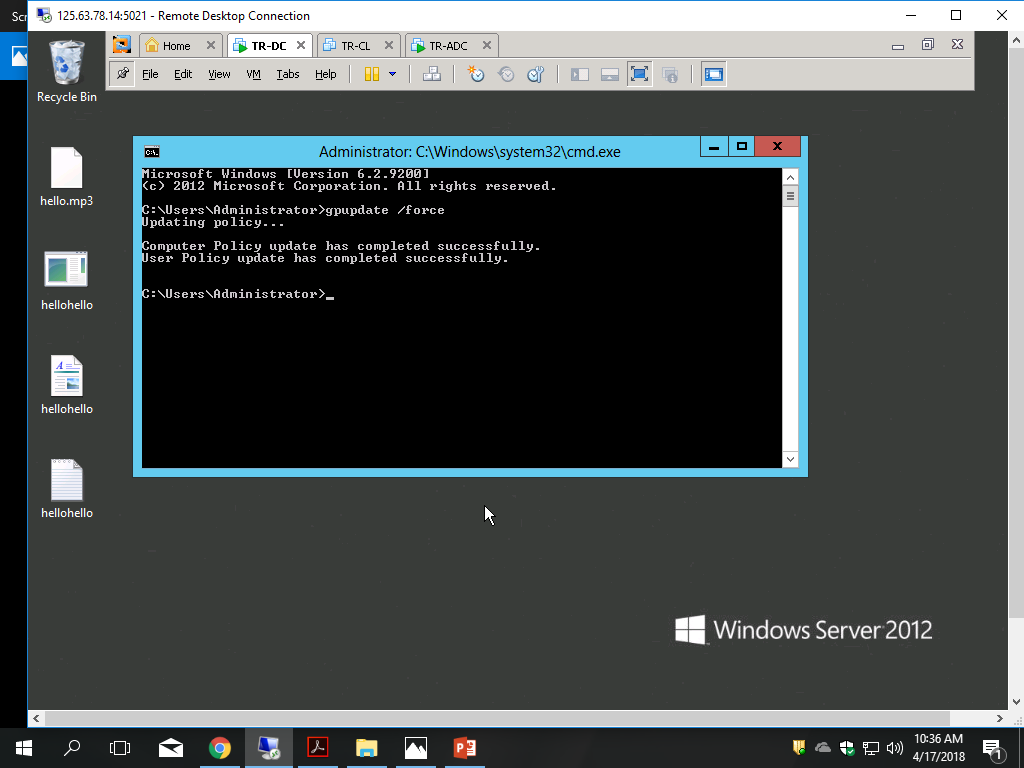 Scr
125.63.78.14:5021 - Remote Desktop Connection
Home
TR-DC
TR-CL
TR-ADC
File Edit View VM Tabs Help
Recycle Bin
hello.mp3
hellohello
hellohello
hellohello
Administrator: C:\Windows\system32\cmd.exe
Microsoft Windows [Version 6.2.9200]
(c) 2012 Microsoft Corporation. All rights reserved.
C:\Users\Administrator>gpupdate /force
Updating policy...
Computer Policy update has completed successfully.
User Policy update has completed successfully.
C:\Users\Administrator>_
Windows Server 2012
10:36 AM
4/17/2018
1